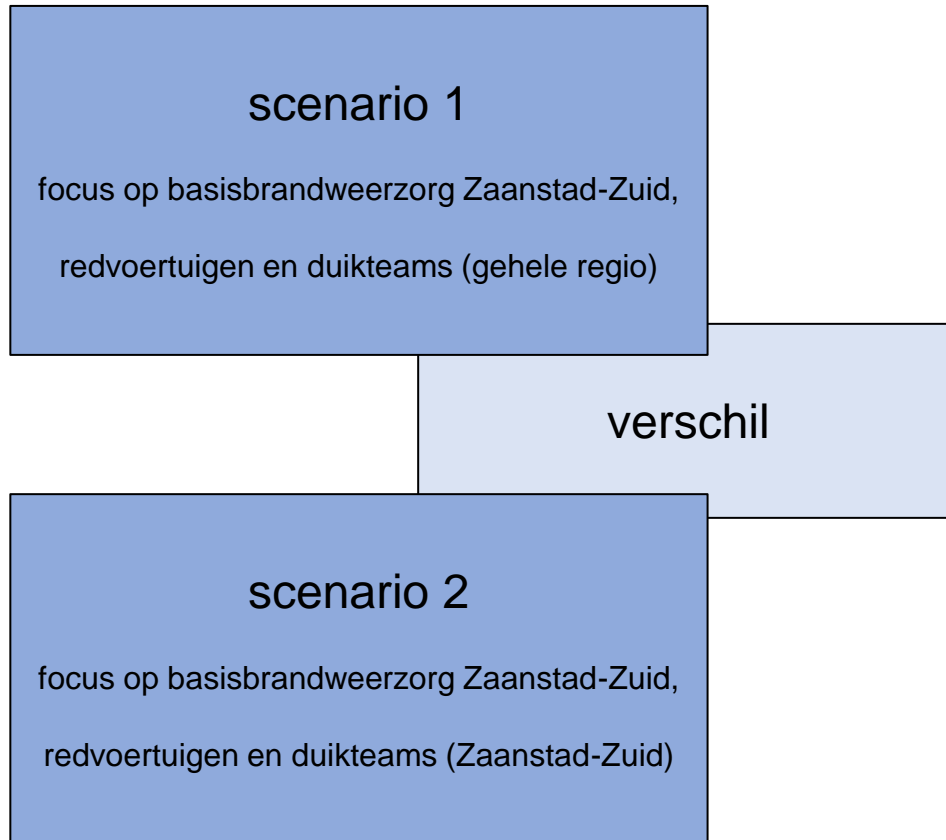 scenario 1
focus op basisbrandweerzorg Zaanstad-Zuid,
redvoertuigen en duikteams (gehele regio)
verschil
scenario 2
focus op basisbrandweerzorg Zaanstad-Zuid,
redvoertuigen en duikteams (Zaanstad-Zuid)